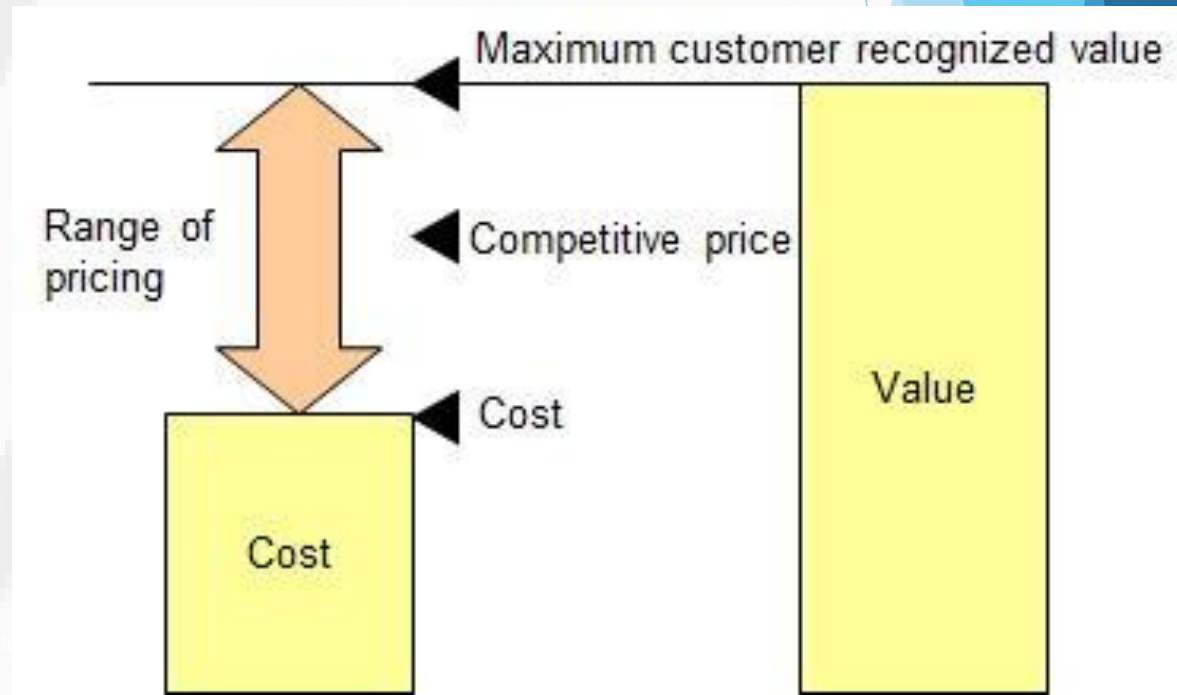 Maximum customer recognized value
Range of
pricing
Competitive price
Value
Cost
Cost